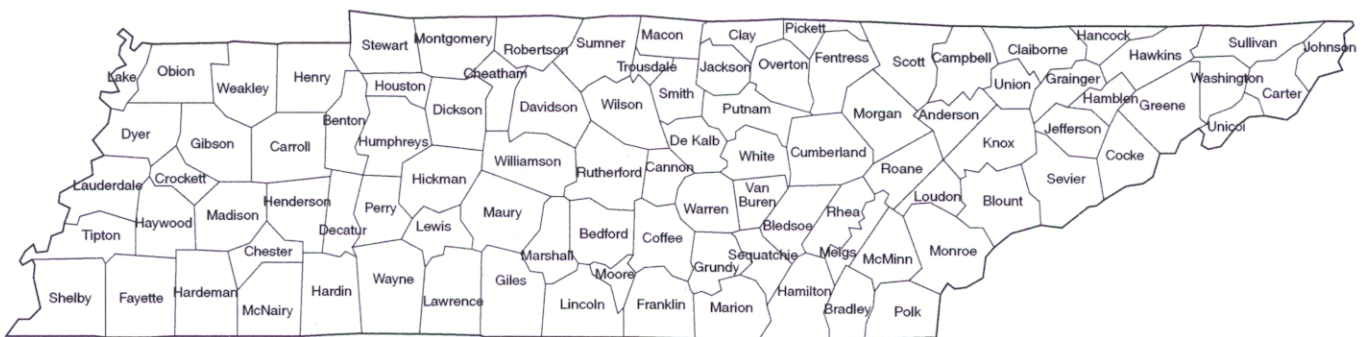 Stewart
Montgomery
Robertson
Sumner
Macon
Clay
Pickett
Fentress
Scott
Campbell
Claiborne
Hancock
Hawkins
Sullivan
Johnson
Lake
Obion
Weakley
Henry
Houston
Cheatham
Trousdale
Jackson
Overton
Union
Grainger
Washington
Carter
Dickson
Davidson
Wilson
Smith
Putnam
Morgan
Anderson
Hamblen
Greene
Unicoi
Dyer
Gibson
Carroll
Benton
Humphreys
De Kalb
White
Cumberland
Knox
Jefferson
Cocke
Lauderdale
Crockett
Hickman
Williamson
Rutherford
Cannon
Roane
Sevier
Haywood
Madison
Henderson
Decatur
Perry
Lewis
Maury
Warren
Van
Buren
Bledsoe
Rhea
Loudon
Blount
Tipton
Chester
Marshall
Bedford
Coffee
Grundy
Sequatchie
Meigs
McMinn
Monroe
Shelby
Fayette
Hardeman
McNairy
Hardin
Wayne
Lawrence
Giles
Lincoln
Moore
Franklin
Marion
Hamilton
Bradley
Polk